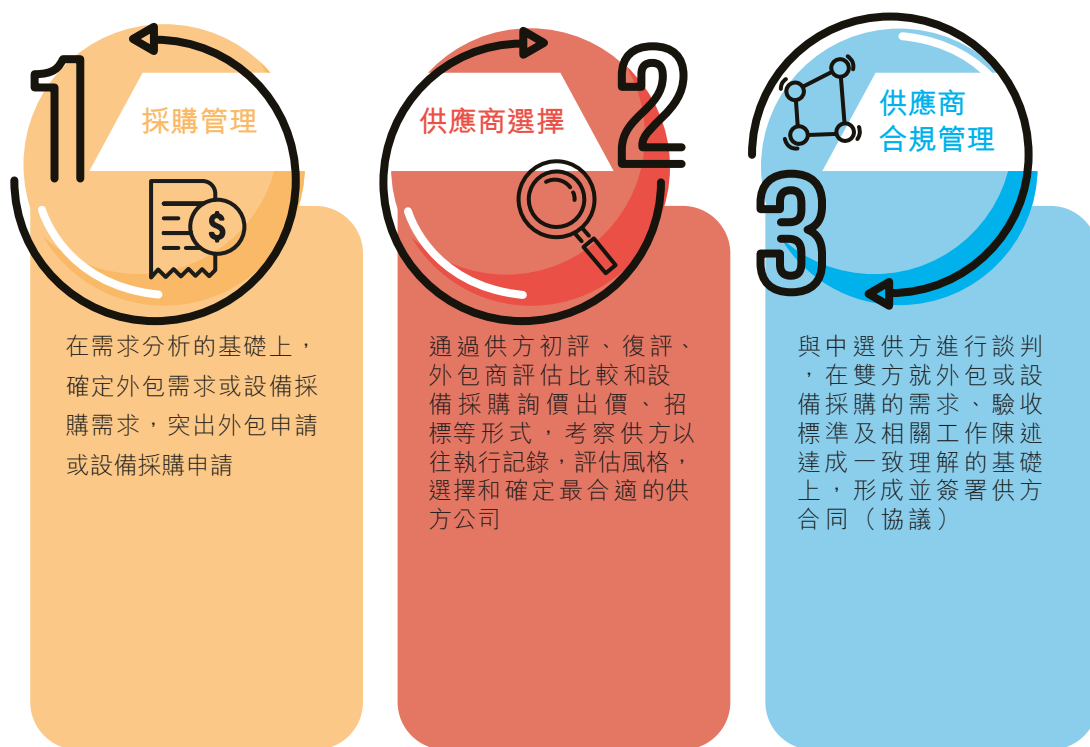 1
採購管理
在需求分析的基礎上，
確定外包需求或設備採
購需求，突出外包申請
或設備採購申請
2
供應商選擇
通過供方初評、復評、
外包商評估比較和設
備採購詢價出價、招
標等形式，考察供方以
往執行記錄，評估風格，
選擇和確定最合適的供
方公司
3
供應商
合規管理
與中選供方進行談判
，在雙方就外包或設
備採購的需求、驗收
標準及相關工作陳述
達成一致理解的基礎
上，形成並簽署供方
合同（協議）
$